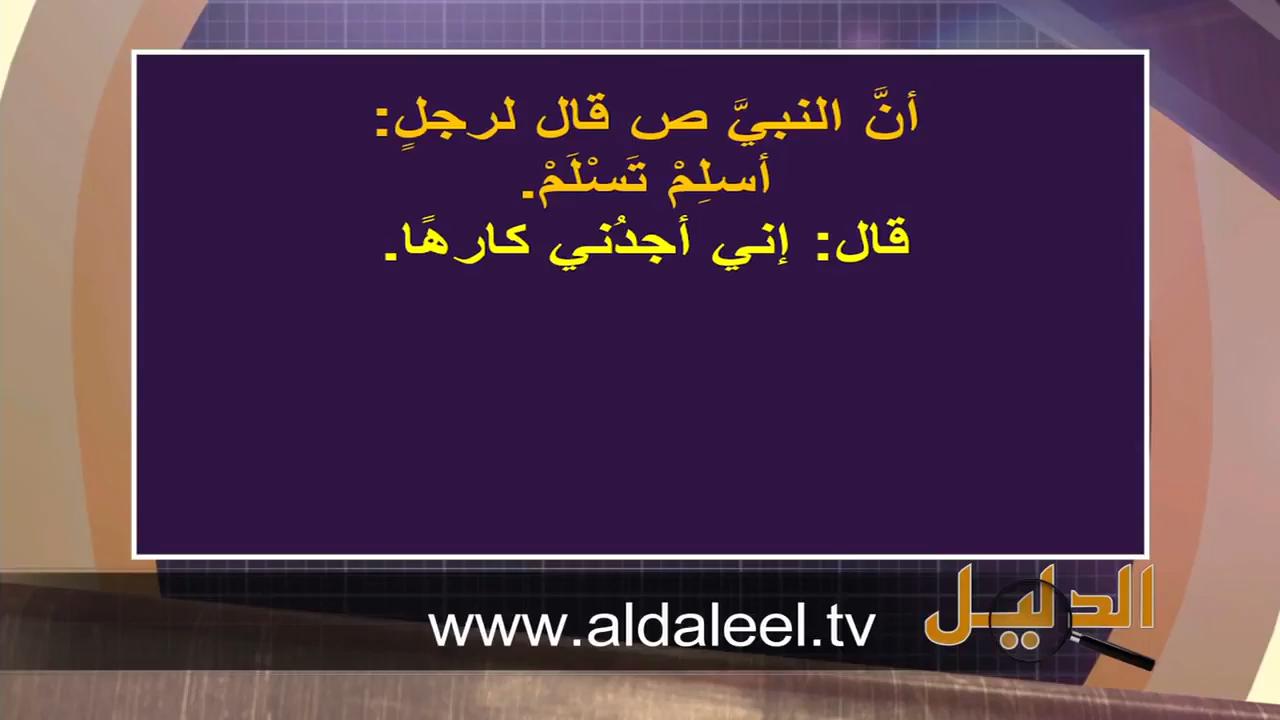 أنَّ النبيَّ ص قال لرجلٍ:
أسلِمْ تَسْلَمْ.
قال: إني أجدُني كارهًا.
www.aldaleel.tv
الدليل